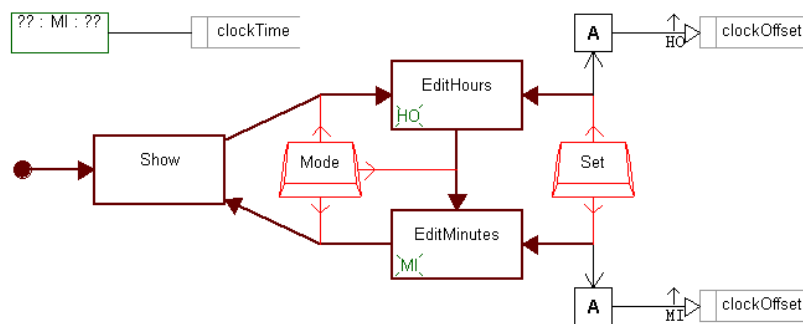 ?? : MI : ??
clockTime
A
HO
clockOffset
EditHours
HO
Show
Mode
Set
EditMinutes
MI
A
MI
clockOffset